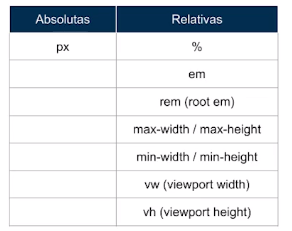 Absolutas Relativas
px %
em
rem (root em)
max-width / max-height
min-width / min-height
vw (viewport width)
vh (viewport height)